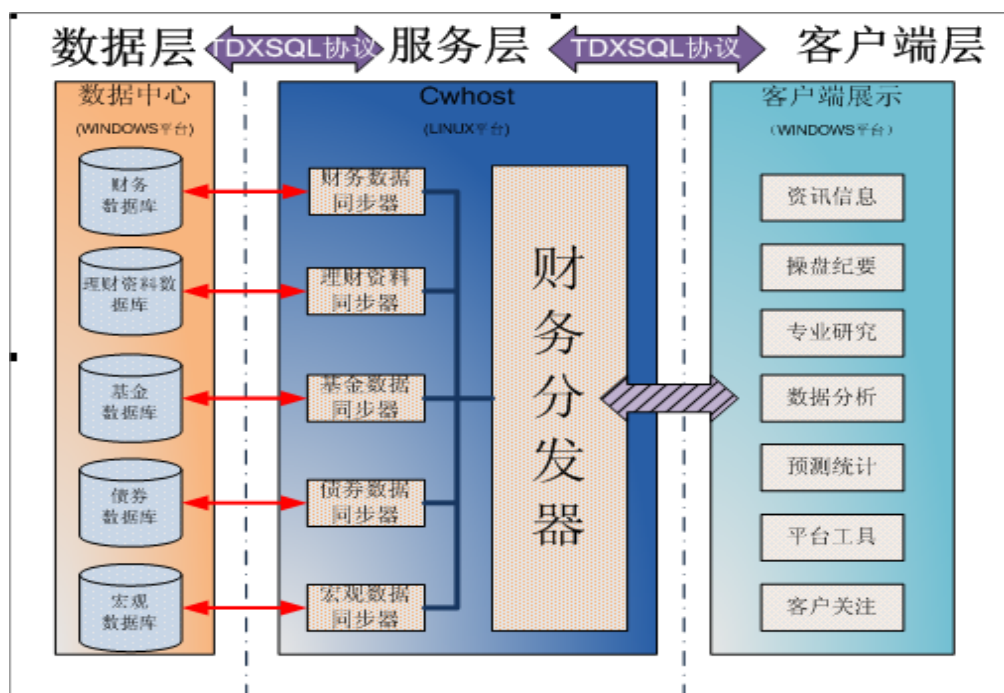 数据层
TDXSQL协议
服务层
TDXSQL协议
客户端层
数据中心
(WINDOWS平台)
财务
数据库
理财资料数
据库
基金
数据库
债券
数据库
宏观
数据库
Cwhost
(LINUX平台)
财务数据
同步器
理财资料
同步器
基金数据
同步器
债券数据
同步器
宏观数据
同步器
财
务
分
发
器
客户端展示
(WINDOWS平台)
资讯信息
操盘纪要
专业研究
数据分析
预测统计
平台工具
客户关注